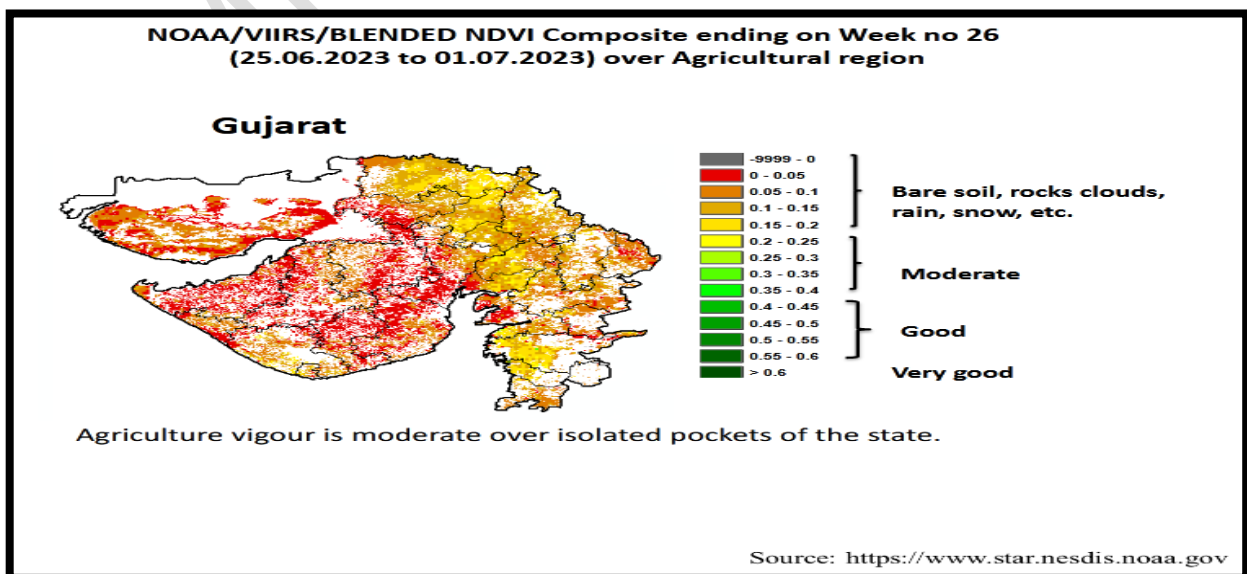 NOAA/VIIRS/BLENDED NDVI Composite ending on Week no 26
(25.06.2023 to 01.07.2023) over Agricultural region
Gujarat
-9999 - 0
0 - 0.05
0.05 - 0.1
0.1 - 0.15
0.15 - 0.2
0.2 - 0.25
0.25 - 0.3
0.3 - 0.35
0.35 - 0.4
0.4 - 0.45
0.45 - 0.5
0.5 - 0.55
0.55 - 0.6
> 0.6
Bare soil, rocks clouds,
rain, snow, etc.
Moderate
Good
Very good
Agriculture vigour is moderate over isolated pockets of the state.
Source: https://www.star.nesdis.noaa.gov